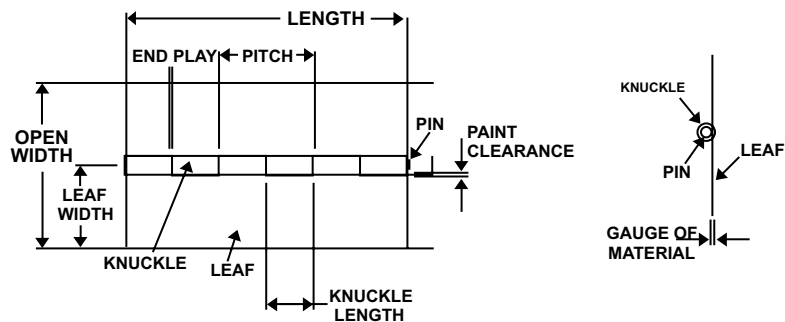 LENGTH
END PLAY
PITCH
OPEN
WIDTH
PIN
PAINT
CLEARANCE
LEAF
WIDTH
KNUCKLE
LEAF
KNUCKLE
LENGTH
KNUCKLE
PIN
LEAF
GAUGE OF
MATERIAL